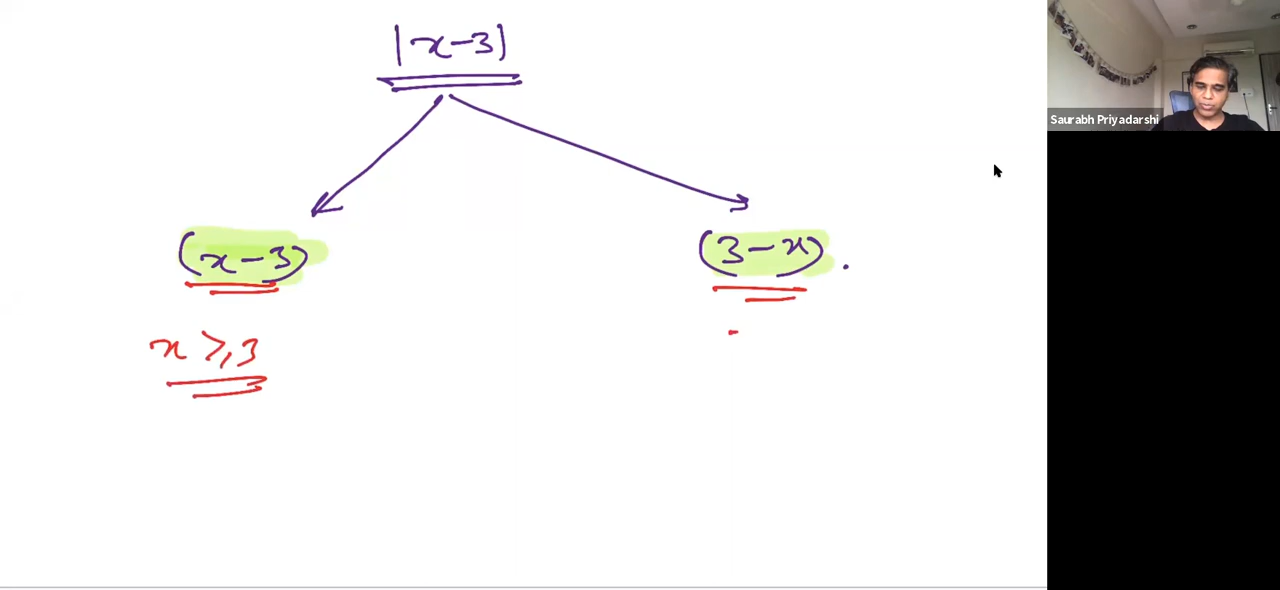 |x-3|
Saurabh Priyadarshi
(x-3)
(3-x).
x ≥ 3